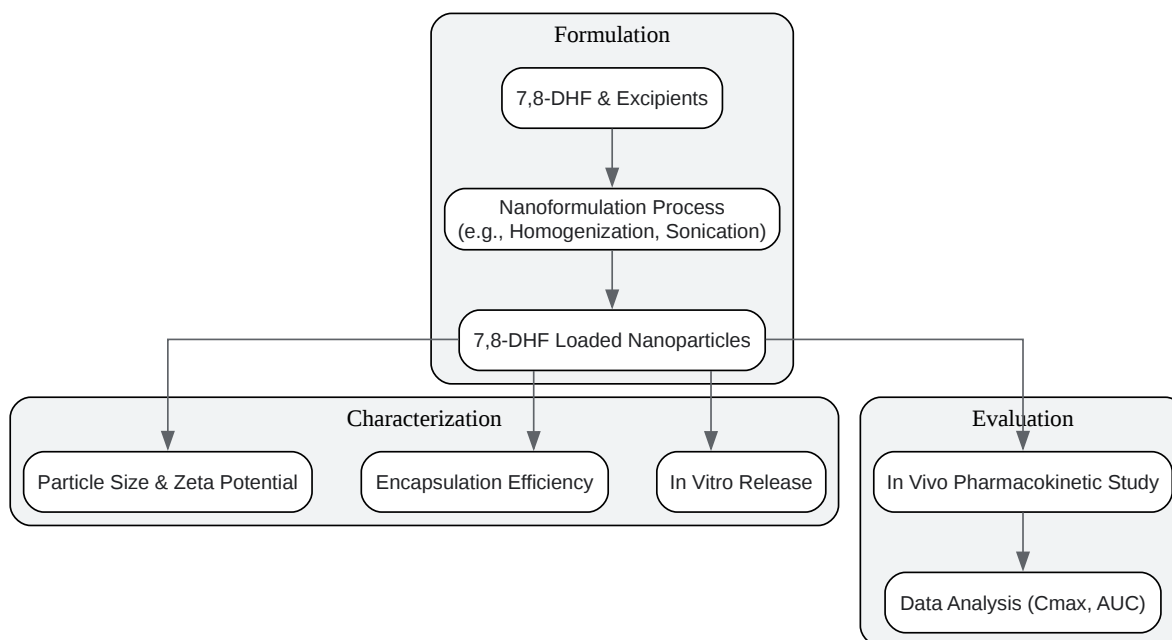 Formulation
7,8-DHF & Excipients
Nanoformulation Process
(e.g., Homogenization, Sonication)
7,8-DHF Loaded Nanoparticles
Characterization
Particle Size & Zeta Potential
Encapsulation Efficiency
In Vitro Release
Evaluation
In Vivo Pharmacokinetic Study
Data Analysis (Cmax, AUC)